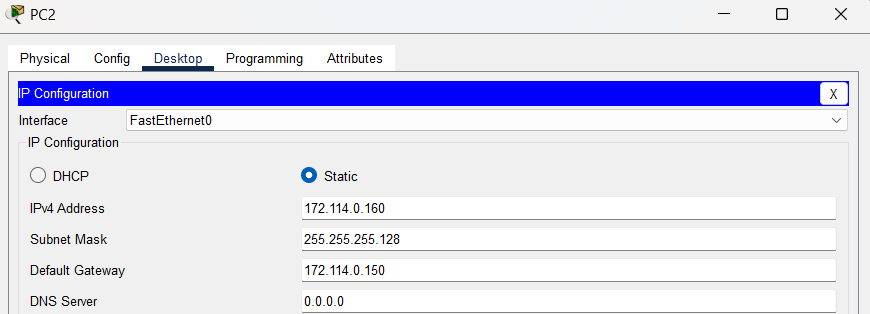 PC2
Physical Config Desktop Programming Attributes
IP Configuration X
Interface FastEthernet0
IP Configuration
DHCP Static
IPv4 Address 172.114.0.160
Subnet Mask 255.255.255.128
Default Gateway 172.114.0.150
DNS Server 0.0.0.0